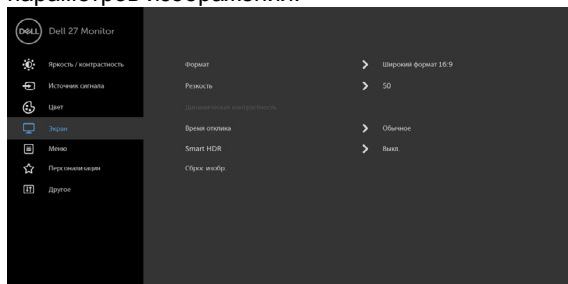 параметров изображения.
DELL
Dell 27 Monitor
Яркость / контрастность
Источник сигнала
Цвет
Экран
Меню
Персонализация
Другое
Формат
Широкий формат 16:9
Резкость
50
Динамическая контрастность
Время отклика
Обычное
Smart HDR
Выкл.
Сброс изобр.